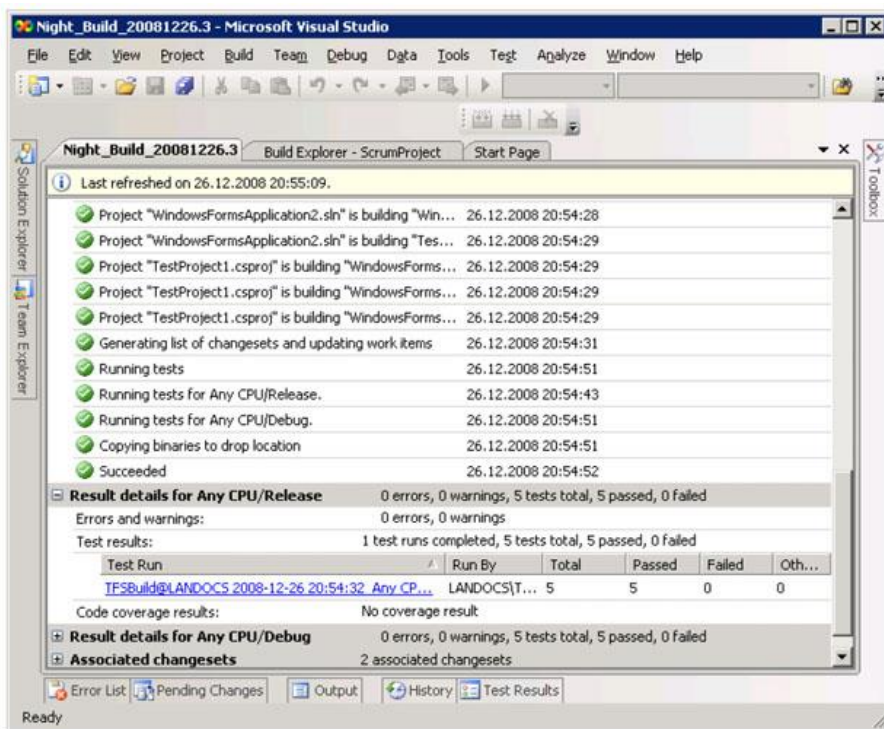 Night_Build_20081226.3 - Microsoft Visual Studio
File Edit View Project Build Team Debug Data Tools Test Analyze Window Help
Night_Build_20081226.3 Build Explorer - ScrumProject Start Page
Solution Explorer
Team Explorer
Toolbox
Last refreshed on 26.12.2008 20:55:09.
Project "WindowsFormsApplication2.sln" is building "Win... 26.12.2008 20:54:28
Project "WindowsFormsApplication2.sln" is building "Tes... 26.12.2008 20:54:29
Project "TestProject1.csproj" is building "WindowsForms... 26.12.2008 20:54:29
Project "TestProject1.csproj" is building "WindowsForms... 26.12.2008 20:54:29
Project "TestProject1.csproj" is building "WindowsForms... 26.12.2008 20:54:29
Generating list of changesets and updating work items 26.12.2008 20:54:31
Running tests 26.12.2008 20:54:51
Running tests for Any CPU/Release. 26.12.2008 20:54:43
Running tests for Any CPU/Debug. 26.12.2008 20:54:51
Copying binaries to drop location 26.12.2008 20:54:51
Succeeded 26.12.2008 20:54:52
Result details for Any CPU/Release 0 errors, 0 warnings, 5 tests total, 5 passed, 0 failed
Errors and warnings: 0 errors, 0 warnings
Test results: 1 test runs completed, 5 tests total, 5 passed, 0 failed
Test Run Run By Total Passed Failed Oth...
TFSBuild@LANDOCS 2008-12-26 20:54:32_Any CP... LANDOCS\T... 5 5 0 0
Code coverage results: No coverage result
Result details for Any CPU/Debug 0 errors, 0 warnings, 5 tests total, 5 passed, 0 failed
Associated changesets 2 associated changesets
Error List Pending Changes Output History Test Results
Ready